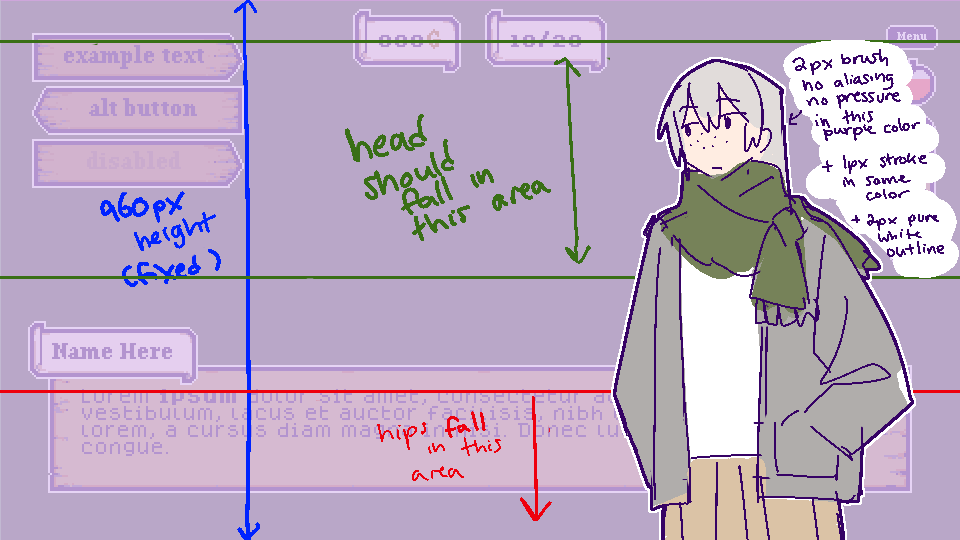 example text
alt button
disabled
000G
10/20
Menu
960px
height
(fixed)
head
should
fall in
this area
2px brush
no aliasing
no pressure
in this
purple color
+ 1px stroke
in same
color
+ 2px pure
white
outline
Name Here
Lorem ipsum dolor sit amet, consectetur a
vestibulum, lacus et auctor facilisis, nibh
lorem, a cursus diam magna nisi. Donec lu
congue.
hips fall
in this
area